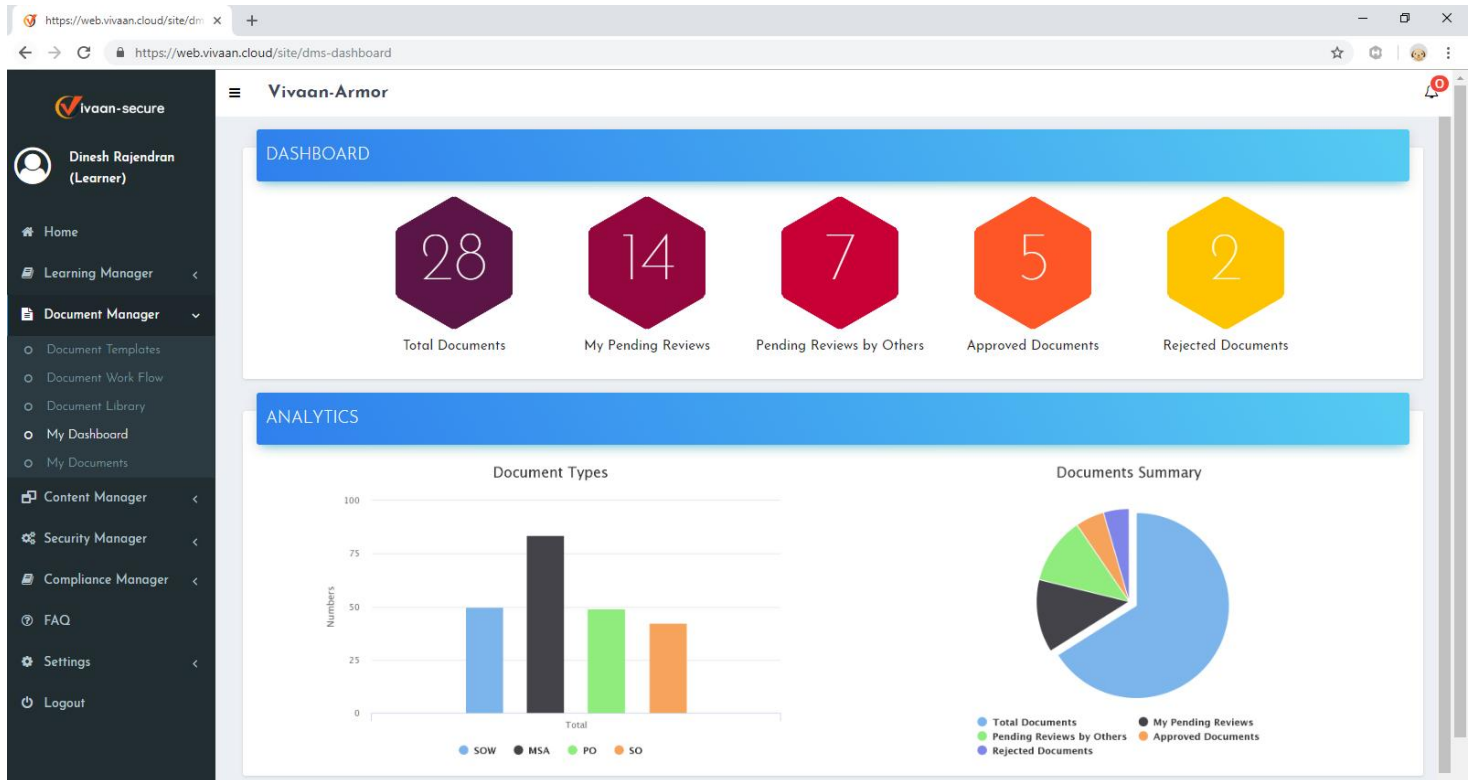 https://web.vivaan.cloud/site/dm
https://web.vivaan.cloud/site/dms-dashboard
Vivaan-secure
Vivaan-Armor
0
Dinesh Rajendran
(Learner)
Home
Learning Manager
Document Manager
Document Templates
Document Work Flow
Document Library
My Dashboard
My Documents
Content Manager
Security Manager
Compliance Manager
FAQ
Settings
Logout
DASHBOARD
28 14 7 5 2
Total Documents My Pending Reviews Pending Reviews by Others Approved Documents Rejected Documents
ANALYTICS
Document Types
100
75
50
25
0
Numbers
Total
SOW MSA PO SO
Documents Summary
Total Documents My Pending Reviews
Pending Reviews by Others Approved Documents
Rejected Documents